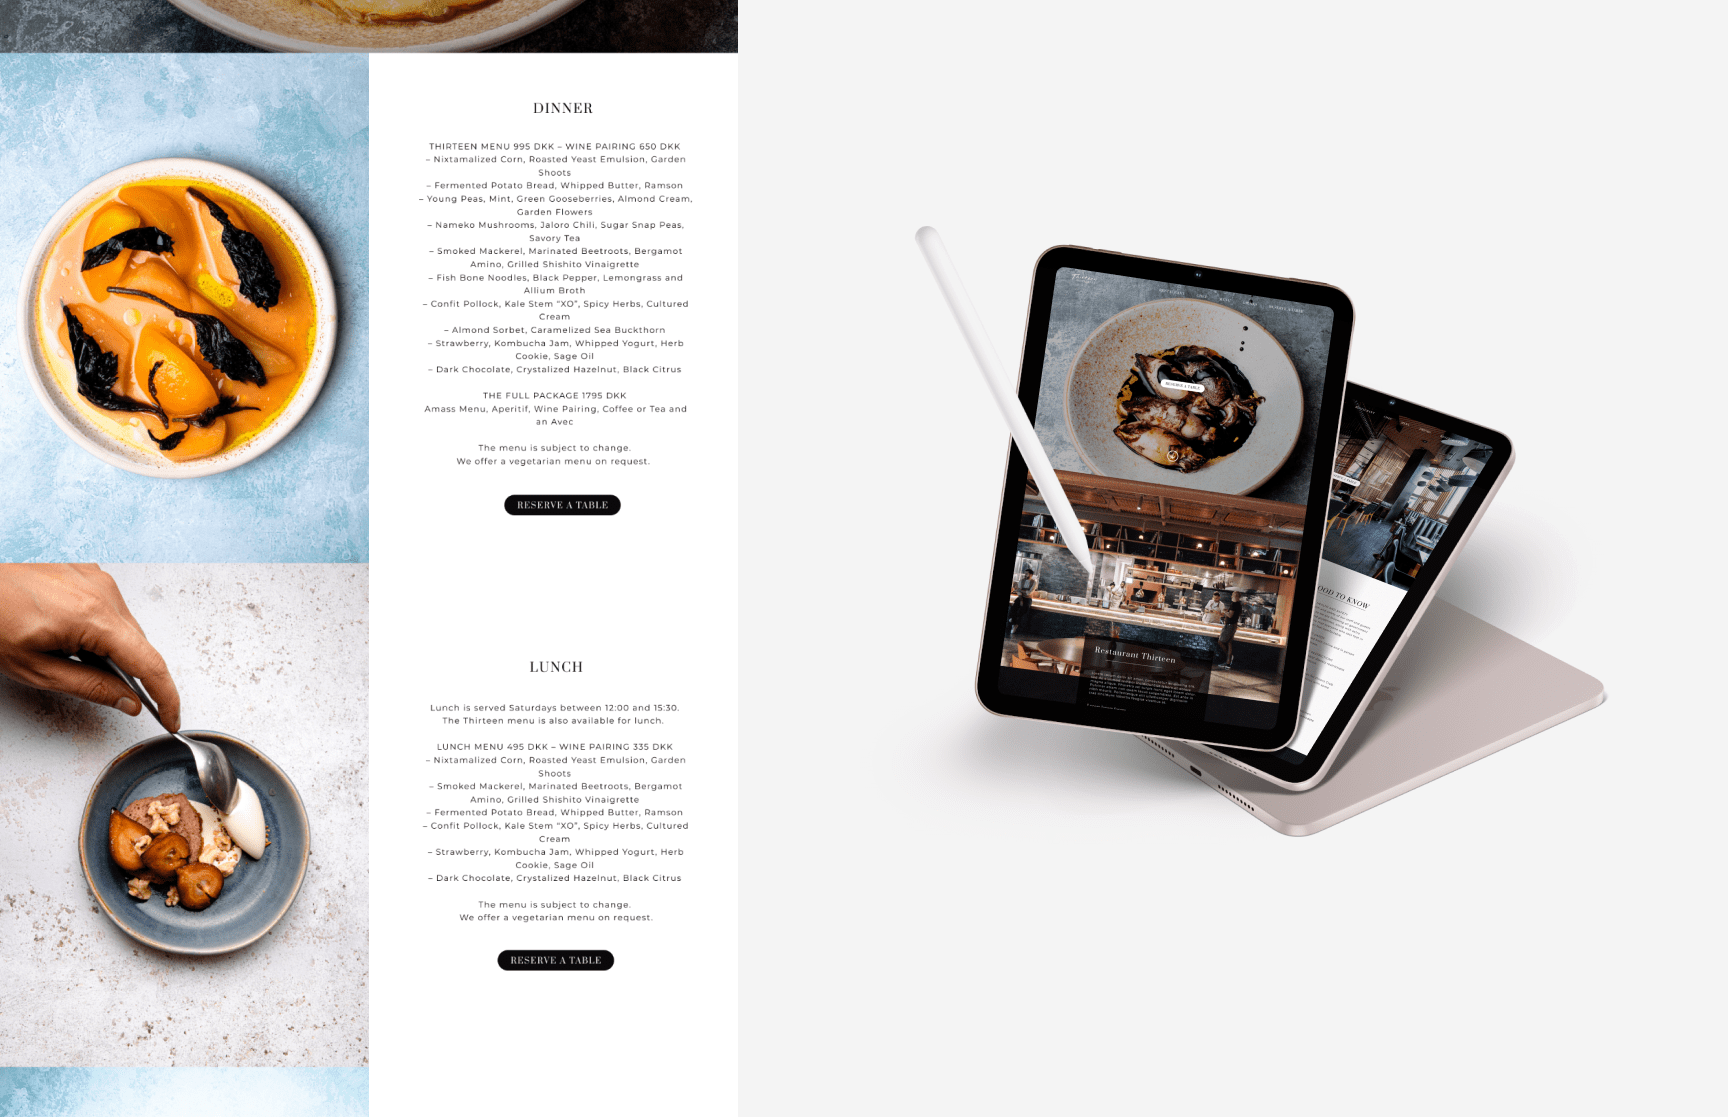 DINNER
THIRTEEN MENU 995 DKK – WINE PAIRING 650 DKK
– Nixtamalized Corn, Roasted Yeast Emulsion, Garden
Shoots
– Fermented Potato Bread, Whipped Butter, Ramson
– Young Peas, Mint, Green Gooseberries, Almond Cream,
Garden Flowers
– Nameko Mushrooms, Jaloro Chili, Sugar Snap Peas,
Savory Tea
– Smoked Mackerel, Marinated Beetroots, Bergamot
Amino, Grilled Shishito Vinaigrette
– Fish Bone Noodles, Black Pepper, Lemongrass and
Allium Broth
– Confit Pollock, Kale Stem “XO”, Spicy Herbs, Cultured
Cream
– Almond Sorbet, Caramelized Sea Buckthorn
– Strawberry, Kombucha Jam, Whipped Yogurt, Herb
Cookie, Sage Oil
– Dark Chocolate, Crystalized Hazelnut, Black Citrus
THE FULL PACKAGE 1795 DKK
Amass Menu, Aperitif, Wine Pairing, Coffee or Tea and
an Avec
The menu is subject to change.
We offer a vegetarian menu on request.
RESERVE A TABLE
LUNCH
Lunch is served Saturdays between 12:00 and 15:30.
The Thirteen menu is also available for lunch.
LUNCH MENU 495 DKK – WINE PAIRING 335 DKK
– Nixtamalized Corn, Roasted Yeast Emulsion, Garden
Shoots
– Smoked Mackerel, Marinated Beetroots, Bergamot
Amino, Grilled Shishito Vinaigrette
– Fermented Potato Bread, Whipped Butter, Ramson
– Confit Pollock, Kale Stem “XO”, Spicy Herbs, Cultured
Cream
– Strawberry, Kombucha Jam, Whipped Yogurt, Herb
Cookie, Sage Oil
– Dark Chocolate, Crystalized Hazelnut, Black Citrus
The menu is subject to change.
We offer a vegetarian menu on request.
RESERVE A TABLE
RESERVE A TABLE
Restaurant Thirteen
OOD TO KNOW